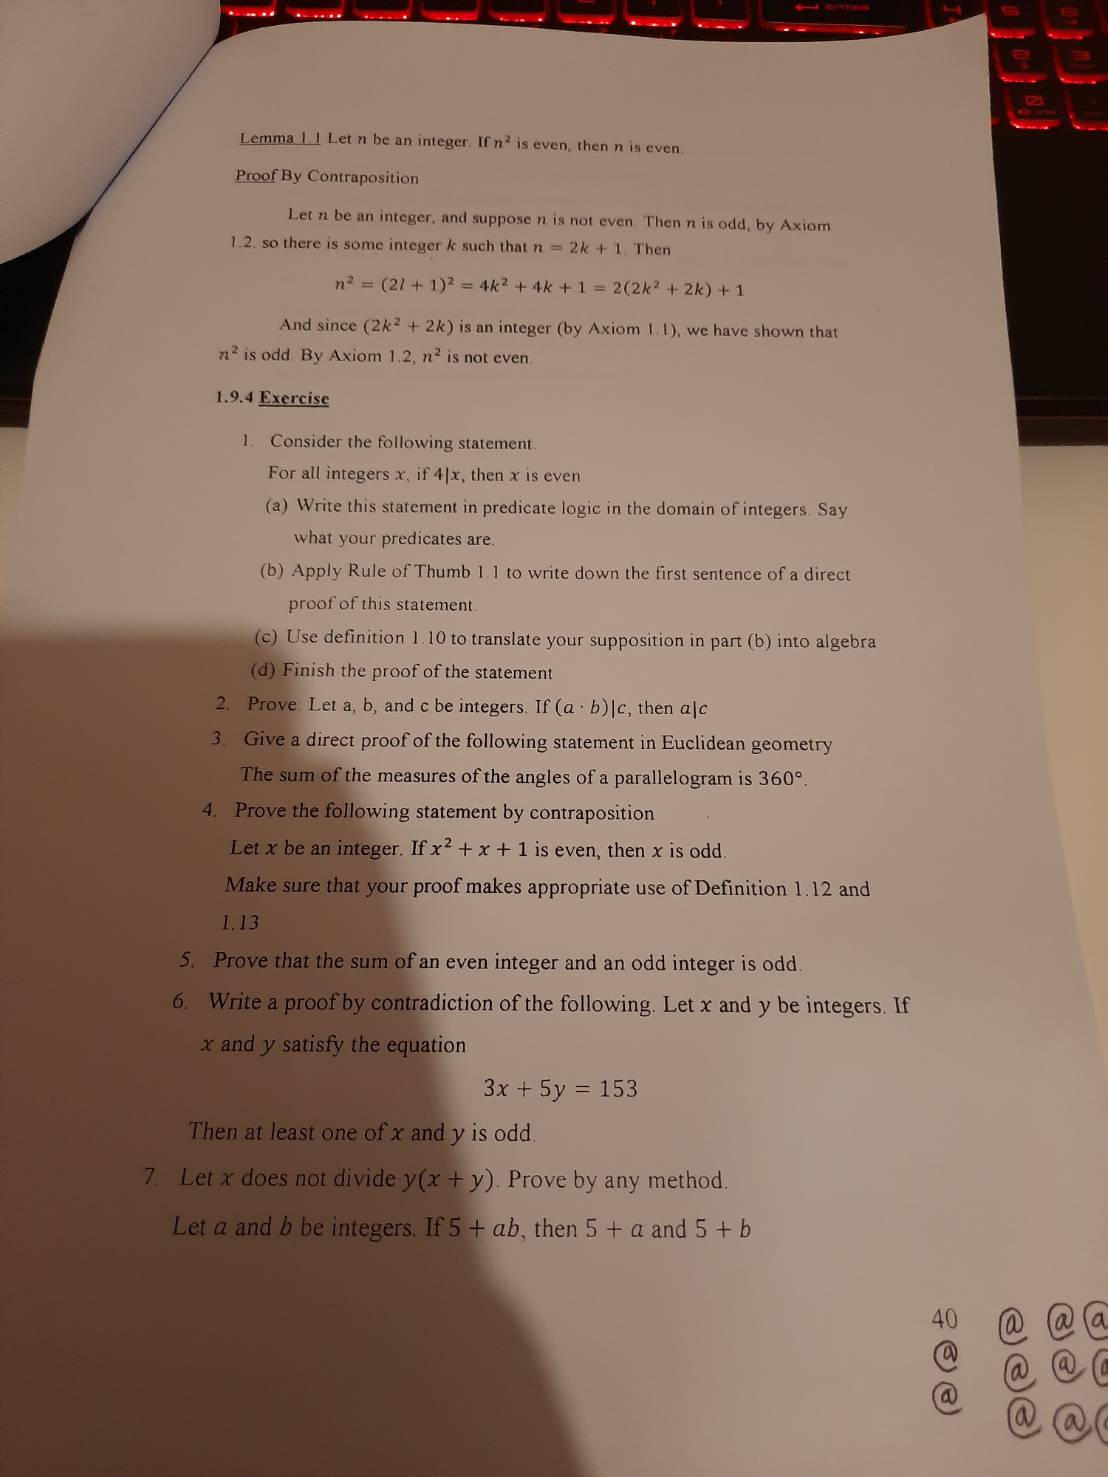 ENTER
Lemma 1.1 Let n be an integer. If n² is even, then n is even.
Proof By Contraposition
Let n be an integer, and suppose n is not even. Then n is odd, by Axiom
1.2. so there is some integer k such that n = 2k + 1. Then
n² = (2l + 1)² = 4k² + 4k + 1 = 2(2k² + 2k) + 1
And since (2k² + 2k) is an integer (by Axiom 1.1), we have shown that
n² is odd. By Axiom 1.2, n² is not even.
1.9.4 Exercise
1. Consider the following statement.
For all integers x, if 4|x, then x is even
(a) Write this statement in predicate logic in the domain of integers. Say
what your predicates are.
(b) Apply Rule of Thumb 1.1 to write down the first sentence of a direct
proof of this statement.
(c) Use definition 1.10 to translate your supposition in part (b) into algebra
(d) Finish the proof of the statement
2. Prove: Let a, b, and c be integers. If (a · b)|c, then a|c
3. Give a direct proof of the following statement in Euclidean geometry
The sum of the measures of the angles of a parallelogram is 360°.
4. Prove the following statement by contraposition
Let x be an integer. If x² + x + 1 is even, then x is odd.
Make sure that your proof makes appropriate use of Definition 1.12 and
1.13
5. Prove that the sum of an even integer and an odd integer is odd.
6. Write a proof by contradiction of the following. Let x and y be integers. If
x and y satisfy the equation
3x + 5y = 153
Then at least one of x and y is odd.
7. Let x does not divide y(x + y). Prove by any method.
Let a and b be integers. If 5 + ab, then 5 + a and 5 + b
40 @ @ @
@ @ @ @
@ @ @ @